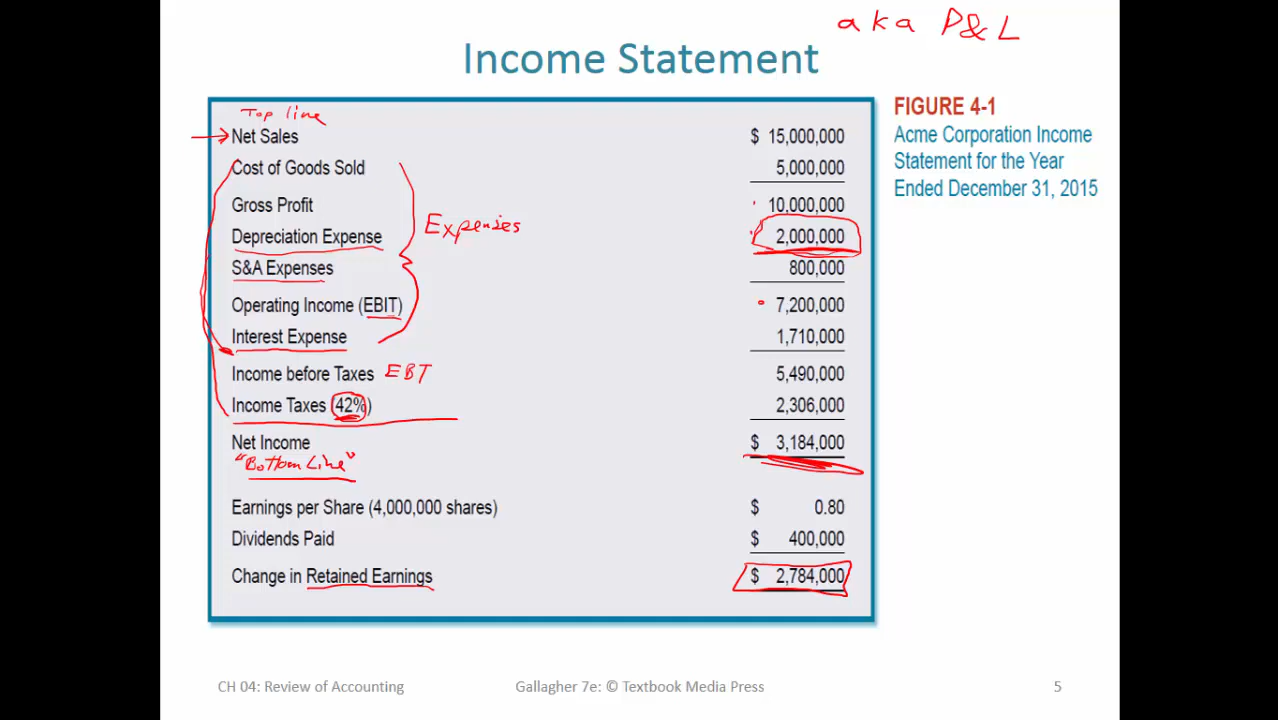 aka P&L
Income Statement
Top line
Net Sales $ 15,000,000
Cost of Goods Sold 5,000,000
Gross Profit 10,000,000
Expenses
Depreciation Expense 2,000,000
S&A Expenses 800,000
Operating Income (EBIT) 7,200,000
Interest Expense 1,710,000
Income before Taxes EBT 5,490,000
Income Taxes (42%) 2,306,000
Net Income $ 3,184,000
"Bottom Line"
Earnings per Share (4,000,000 shares) $ 0.80
Dividends Paid $ 400,000
Change in Retained Earnings $ 2,784,000
FIGURE 4-1
Acme Corporation Income
Statement for the Year
Ended December 31, 2015
CH 04: Review of Accounting Gallagher 7e: © Textbook Media Press 5